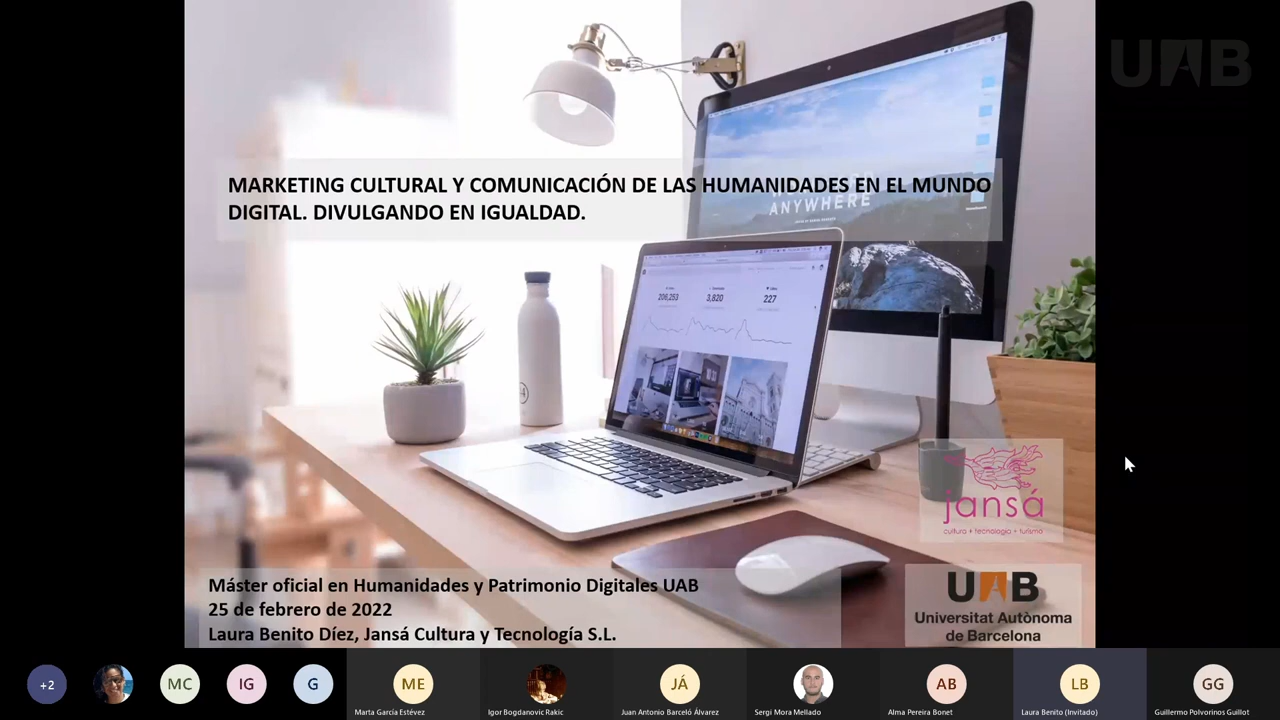 UAB
MARKETING CULTURAL Y COMUNICACIÓN DE LAS HUMANIDADES EN EL MUNDO
DIGITAL. DIVULGANDO EN IGUALDAD.
ANYWHERE
206,253 3,820 227
jansá
cultura + tecnología + turismo
Máster oficial en Humanidades y Patrimonio Digitales UAB
25 de febrero de 2022
Laura Benito Díez, Jansá Cultura y Tecnología S.L.
UAB
Universitat Autònoma
de Barcelona
+2 MC IG G ME JÁ AB LB GG
Marta García Estévez Igor Bogdanovic Rakic Juan Antonio Barceló Álvarez Sergi Mora Mellado Alma Pereira Bonet Laura Benito (Invitado) Guillermo Polvorinos Guillot